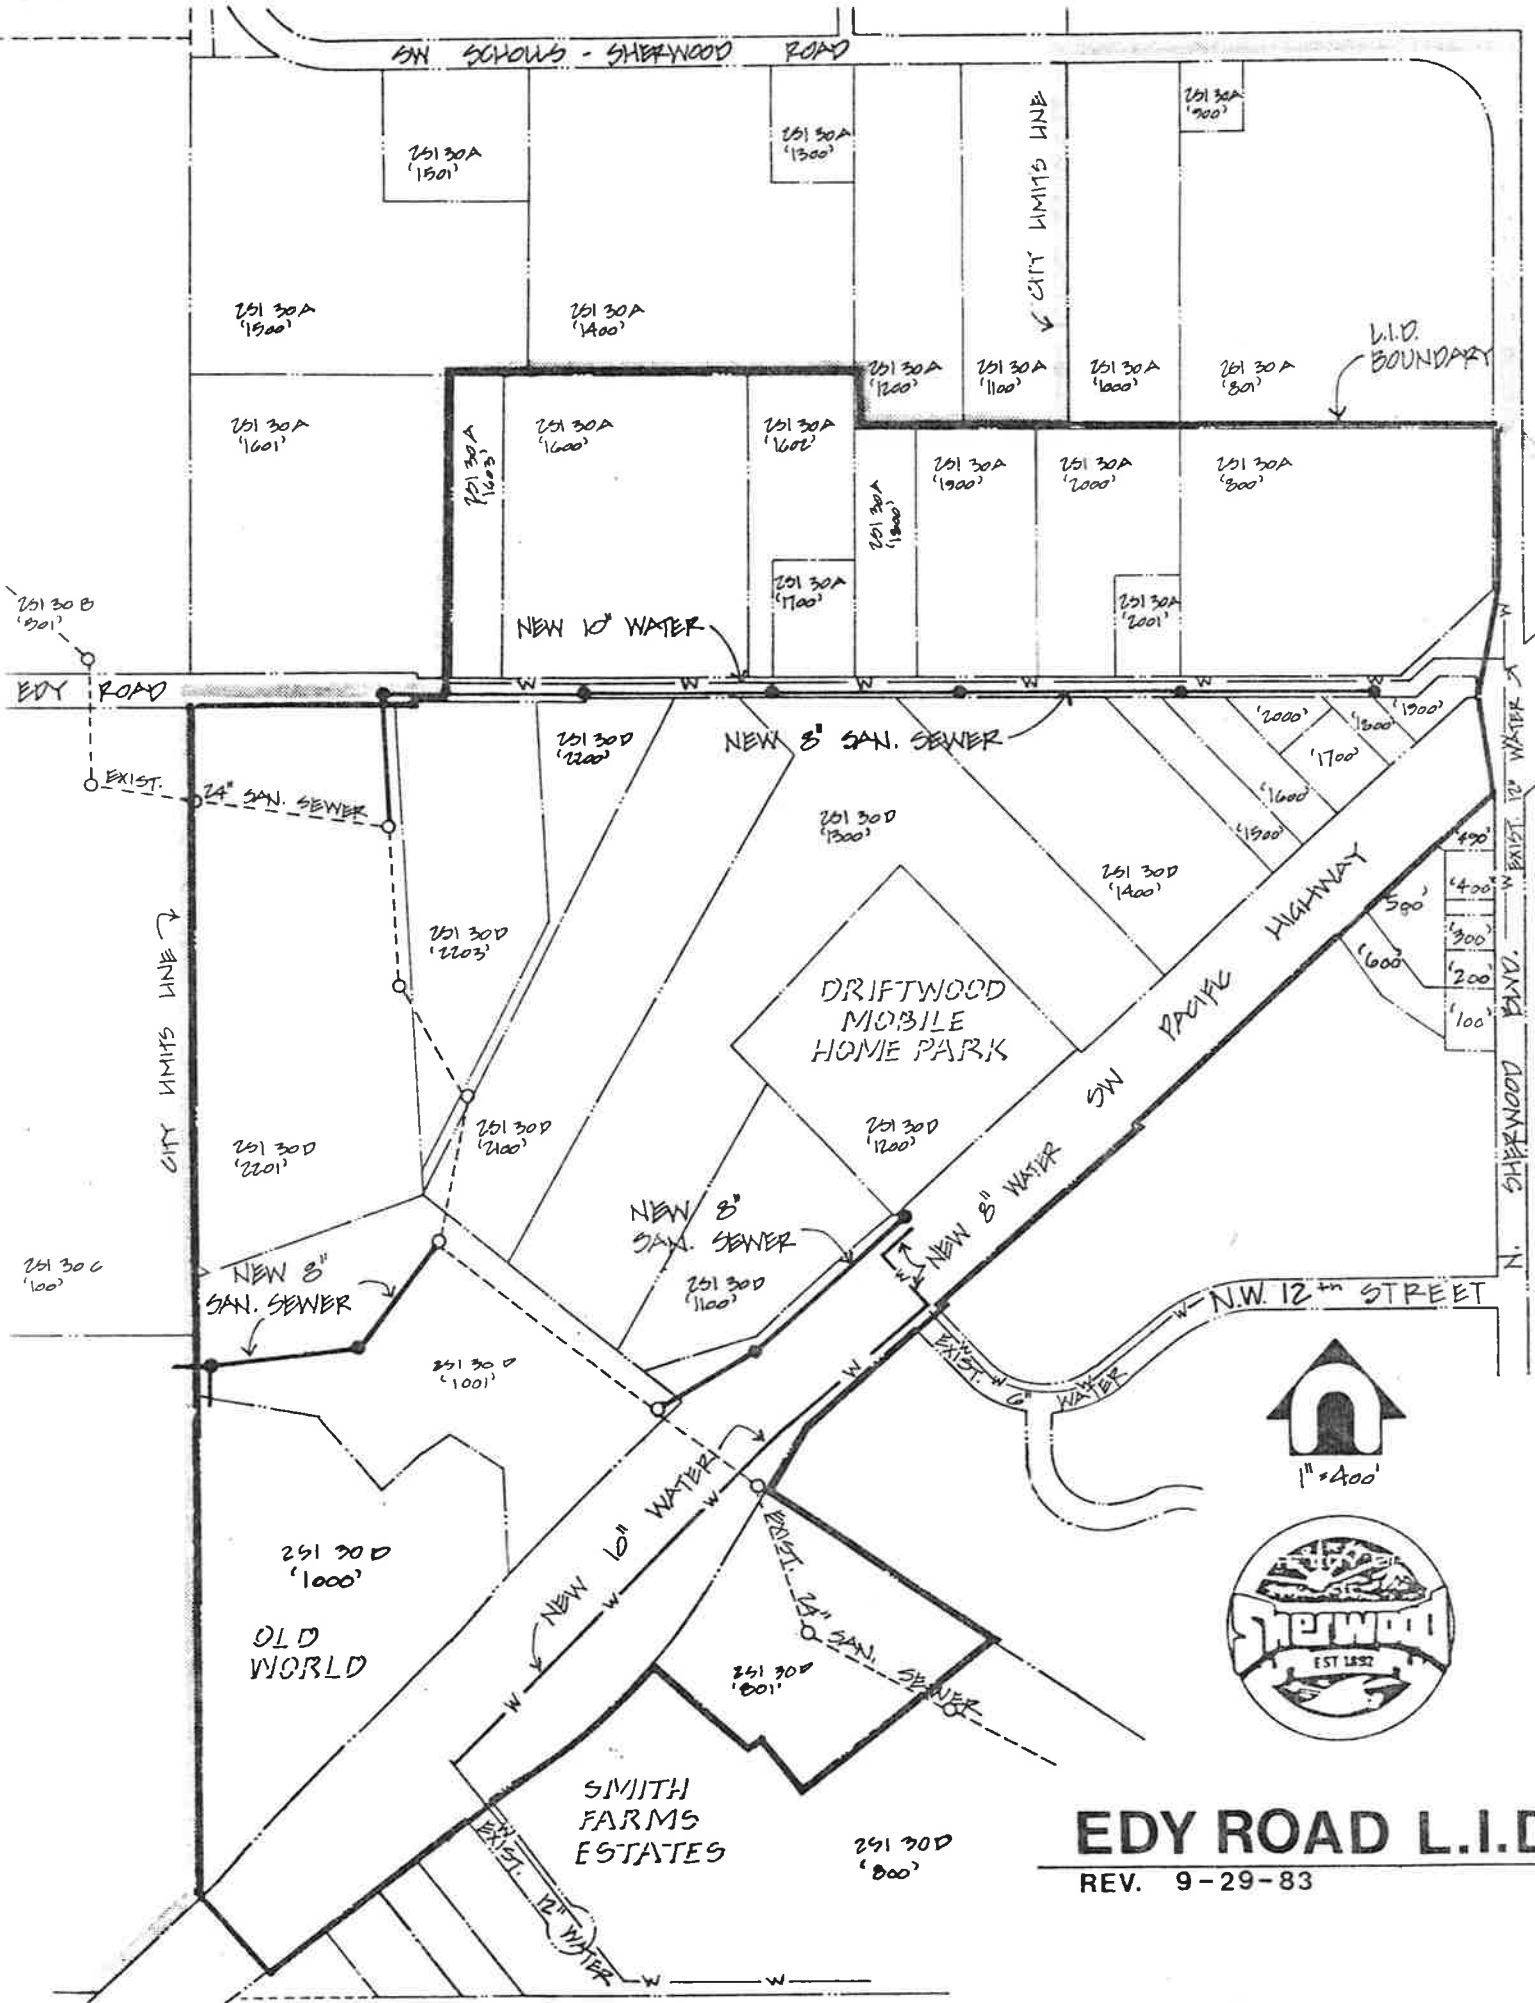 SW SCHOLLS - SHERWOOD ROAD
2S1 30A
'900'
2S1 30A
'1300'
2S1 30A
'1501'
CITY LIMITS LINE
2S1 30A
'1500'
2S1 30A
'1400'
L.I.D.
BOUNDARY
2S1 30A
'1200'
2S1 30A
'1100'
2S1 30A
'1000'
2S1 30A
'801'
2S1 30A
'1601'
2S1 30A
'1603'
2S1 30A
'1600'
2S1 30A
'1602'
2S1 30A
'1800'
2S1 30A
'1900'
2S1 30A
'2000'
2S1 30A
'800'
2S1 30A
'1700'
2S1 30A
'2001'
2S1 30B
'501'
NEW 10" WATER
EDY ROAD
W W W W W W
NEW 8" SAN. SEWER
'2000'
'1800'
'1900'
'1700'
'1600'
'1500'
2S1 30D
'2200'
EXIST. 24" SAN. SEWER
2S1 30D
'1300'
2S1 30D
'1400'
2S1 30D
'2203'
'490'
'400'
'500'
'300'
'600'
'200'
'100'
W EXIST. 12" WATER W
N. SHERWOOD BLVD.
CITY LIMITS LINE
DRIFTWOOD
MOBILE
HOME PARK
SW PACIFIC HIGHWAY
2S1 30D
'2201'
2S1 30D
'2100'
2S1 30D
'1200'
NEW 8"
SAN. SEWER
NEW 8" WATER
W
2S1 30C
'100'
NEW 8"
SAN. SEWER
2S1 30D
'1100'
N.W. 12th STREET
W
EXIST. 6" WATER
W W W
2S1 30D
'1001'
1"=400'
NEW 10" WATER
W W W W
EXIST. 24" SAN. SEWER
2S1 30D
'1000'
OLD
WORLD
2S1 30D
'801'
Sherwood
EST 1892
SMITH
FARMS
ESTATES
2S1 30D
'800'
EXIST. 12" WATER
W
W W
EDY ROAD L.I.D
REV. 9-29-83